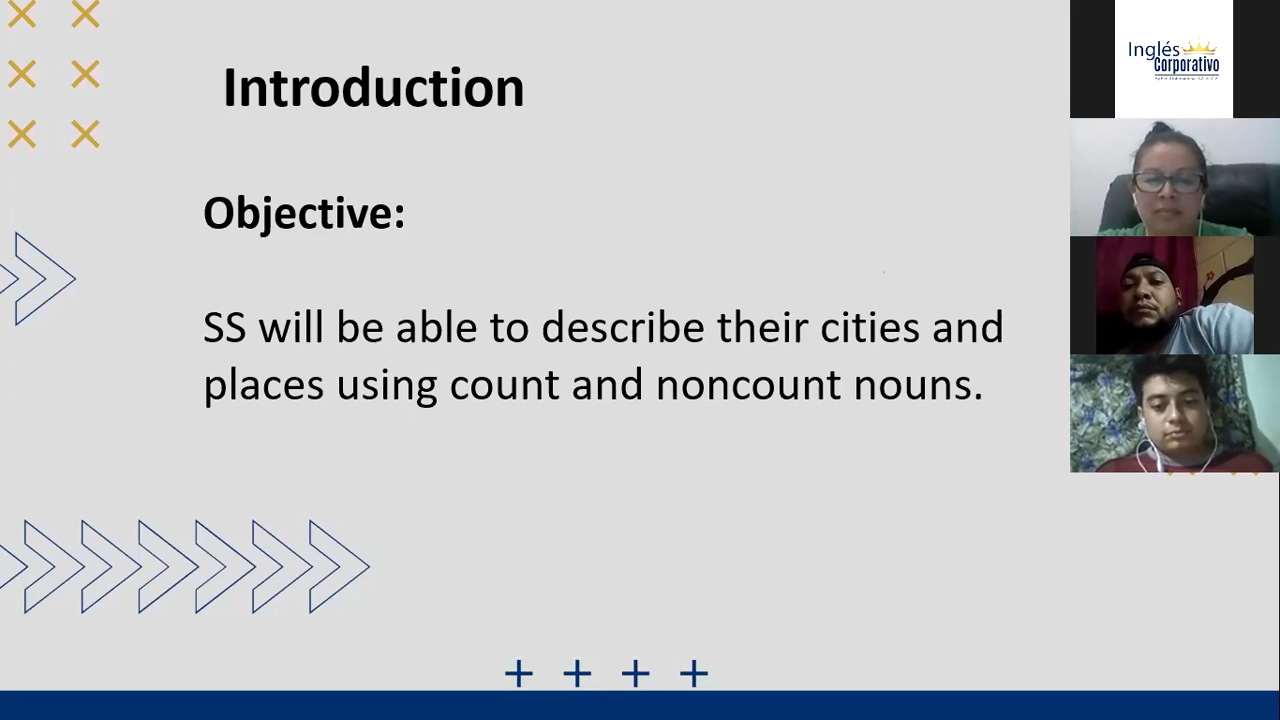 Introduction
Objective:
SS will be able to describe their cities and
places using count and noncount nouns.
Inglés
Corporativo